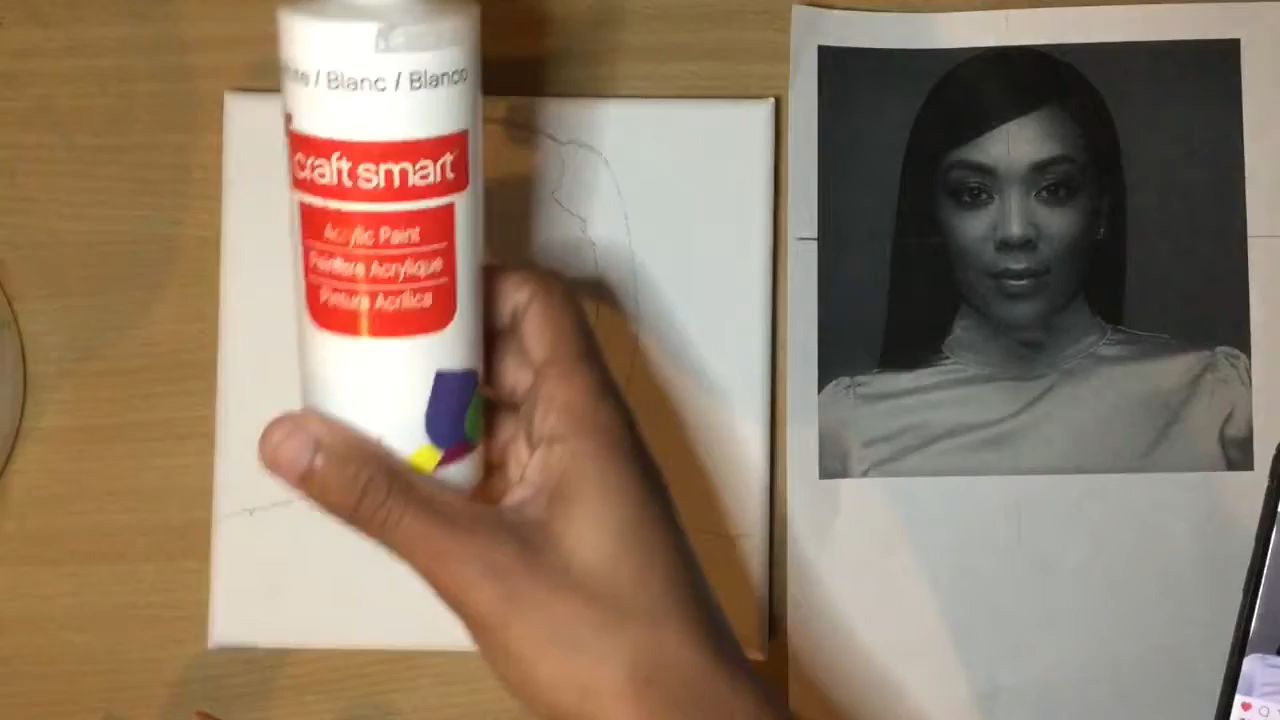 / Blanc / Blanco
craft smart
Acrylic Paint
Peinture Acrylique
Pintura Acrílica